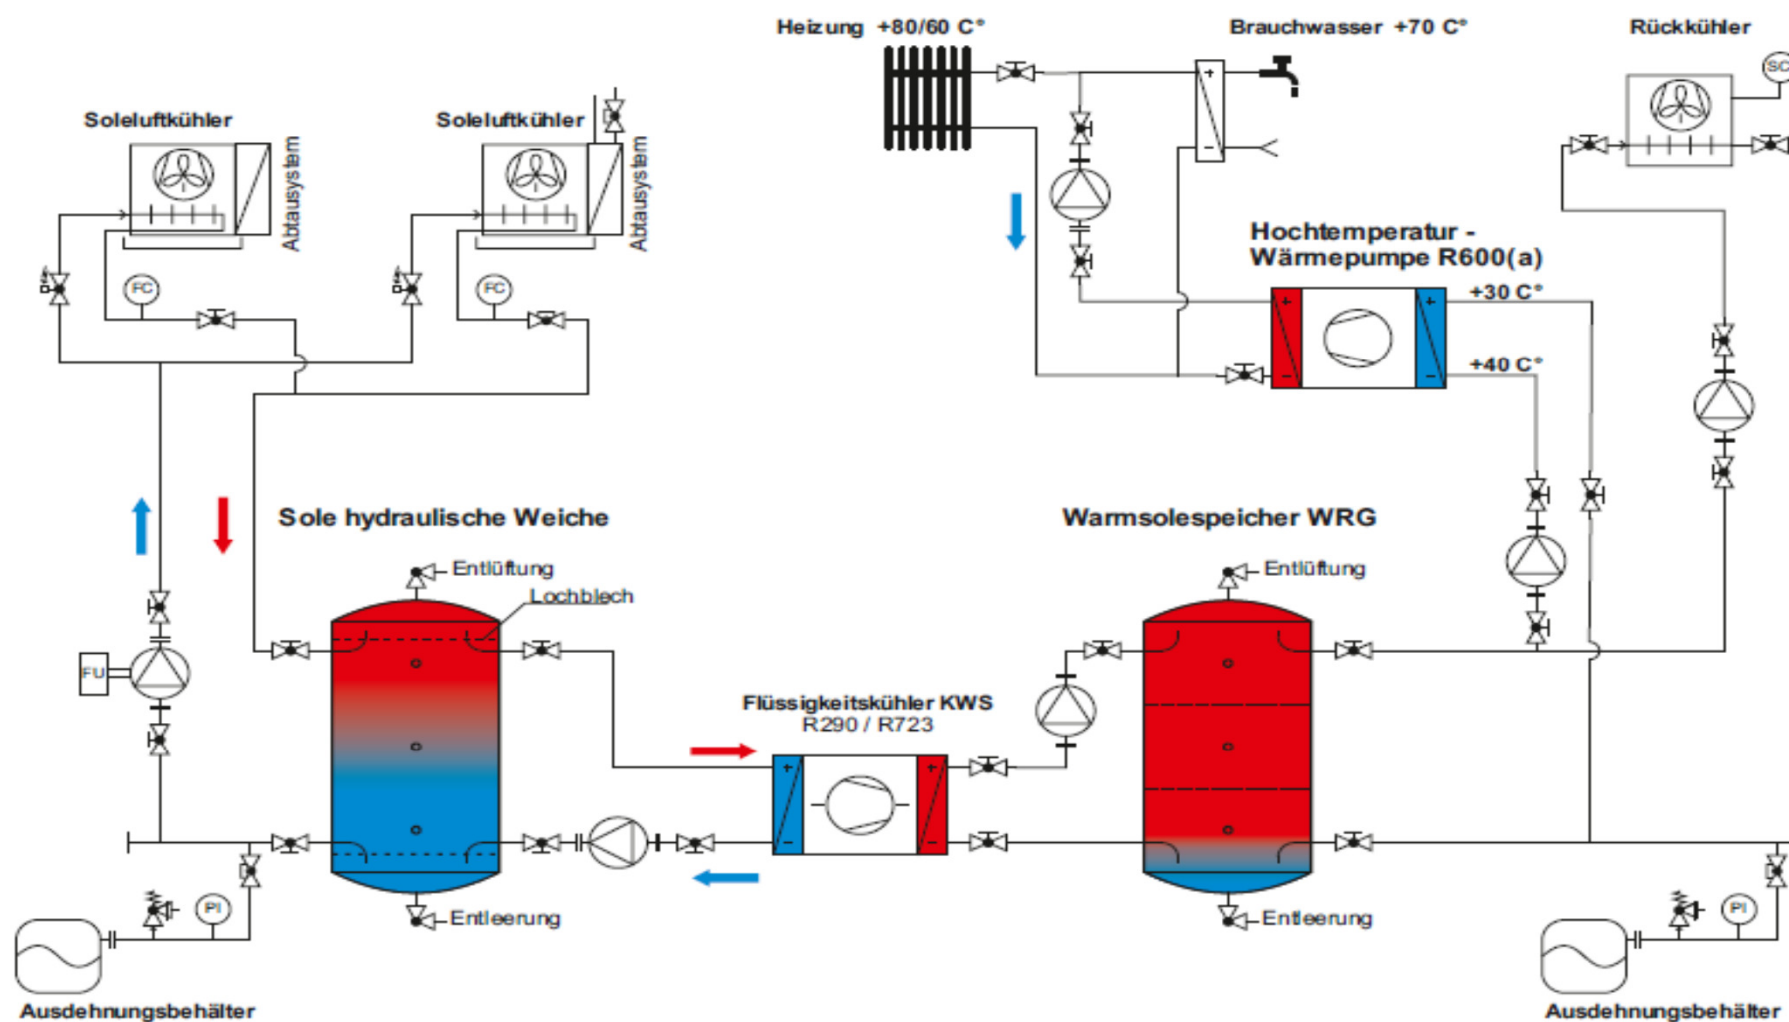 Heizung +80/60 C°
Brauchwasser +70 C°
Rückkühler
SC
Soleluftkühler
Soleluftkühler
Abtausystem
Abtausystem
+
-
Hochtemperatur -
Wärmepumpe R600(a)
FC
FC
+30 C°
+
+40 C°
-
-
Sole hydraulische Weiche
Warmsolespeicher WRG
Entlüftung
Entlüftung
Lochblech
FU
Flüssigkeitskühler KWS
R290 / R723
+
+
-
-
PI
PI
Entleerung
Entleerung
Ausdehnungsbehälter
Ausdehnungsbehälter